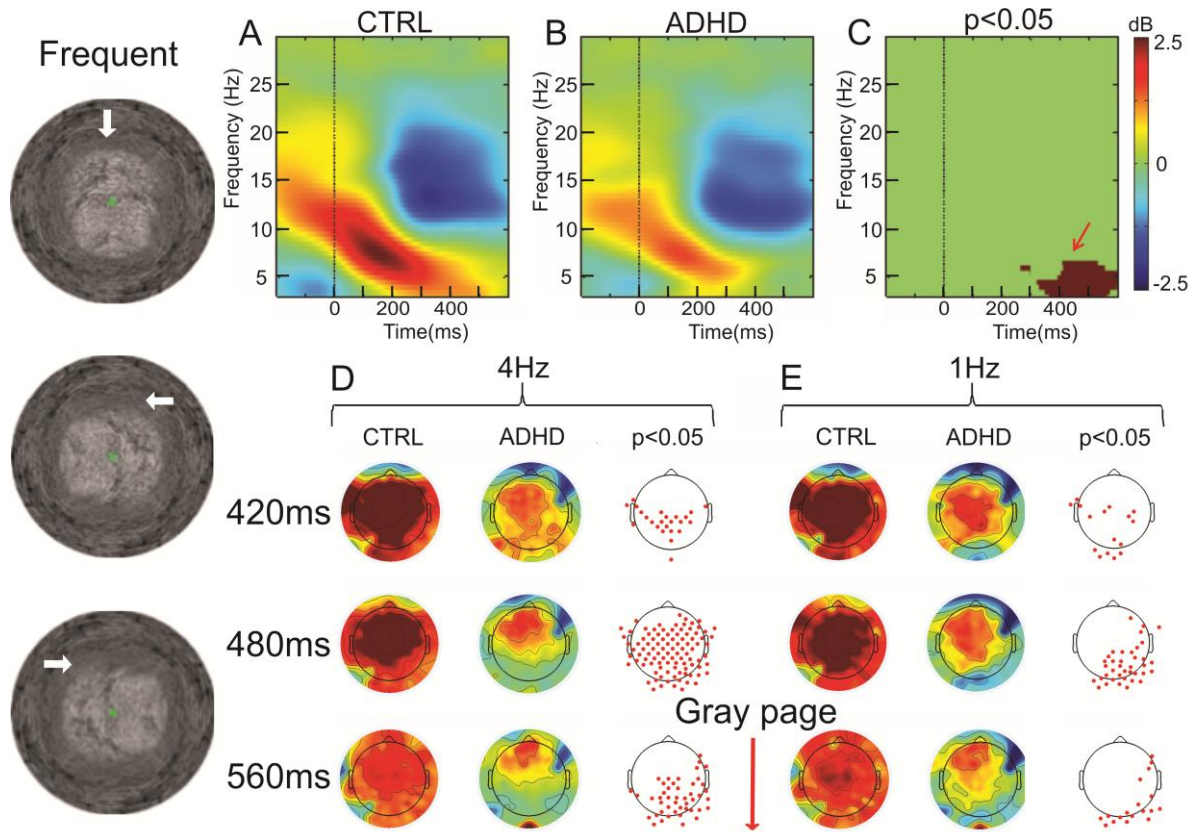 Frequent
A CTRL
B ADHD
C p<0.05
dB
Frequency (Hz)
25
20
15
10
5
0
200
400
Time(ms)
Frequency (Hz)
25
20
15
10
5
0
200
400
Time(ms)
Frequency (Hz)
25
20
15
10
5
0
200
400
Time(ms)
2.5
0
-2.5
D 4Hz
E 1Hz
CTRL ADHD p<0.05 CTRL ADHD p<0.05
420ms
480ms
Gray page
560ms